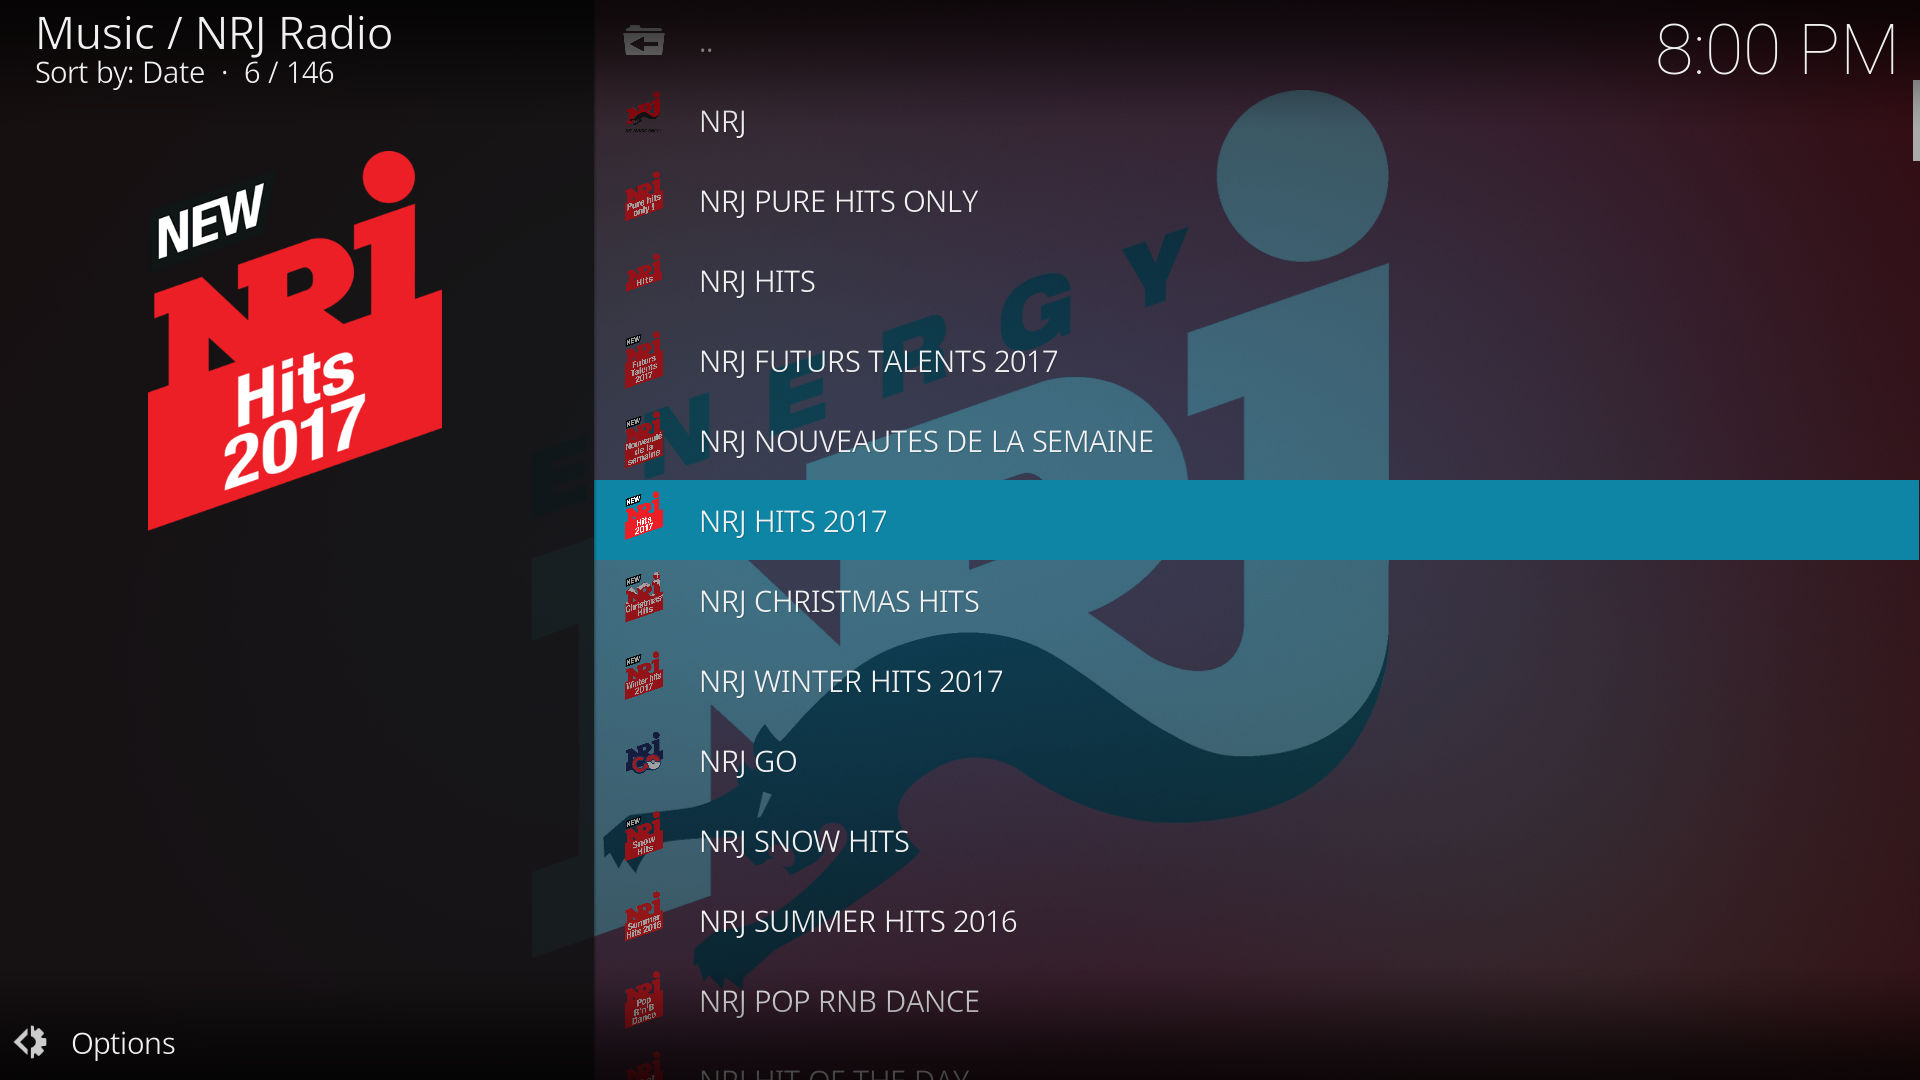 Music / NRJ Radio
Sort by: Date · 6 / 146
8:00 PM
NEW
NRJ
Hits
2017
ENERGY
NRJ
..
NRJ
NRJ PURE HITS ONLY
NRJ HITS
NRJ FUTURS TALENTS 2017
NRJ NOUVEAUTES DE LA SEMAINE
NRJ HITS 2017
NRJ CHRISTMAS HITS
NRJ WINTER HITS 2017
NRJ GO
NRJ SNOW HITS
NRJ SUMMER HITS 2016
NRJ POP RNB DANCE
NRJ HIT OF THE DAY
Options